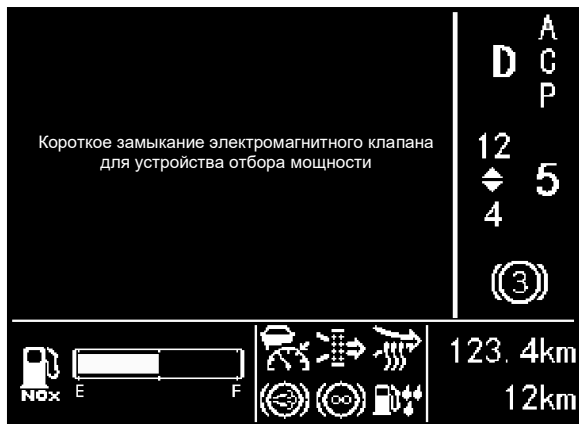 A
D C
P
Короткое замыкание электромагнитного клапана
для устройства отбора мощности
12
5
4
3
NOx
E F
123. 4km
12km